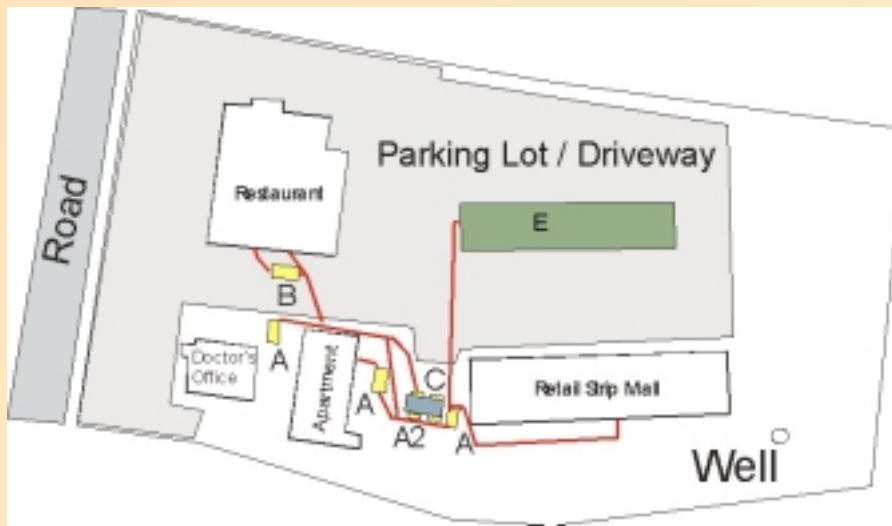 Road
Restaurant
Parking Lot / Driveway
E
B
Doctor's
Office
A
Apartment
A
C
A2
A
Retail Strip Mall
Well